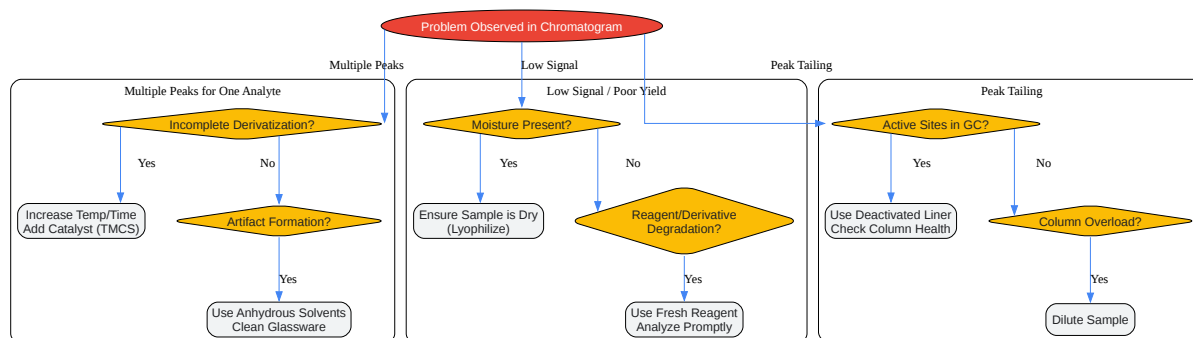 Problem Observed in Chromatogram
Multiple Peaks
Low Signal
Peak Tailing
Multiple Peaks for One Analyte
Low Signal / Poor Yield
Peak Tailing
Incomplete Derivatization?
Moisture Present?
Active Sites in GC?
Yes
No
Yes
No
Yes
No
Increase Temp/Time
Add Catalyst (TMCS)
Artifact Formation?
Ensure Sample is Dry
(Lyophilize)
Reagent/Derivative
Degradation?
Use Deactivated Liner
Check Column Health
Column Overload?
Yes
Yes
Yes
Use Anhydrous Solvents
Clean Glassware
Use Fresh Reagent
Analyze Promptly
Dilute Sample